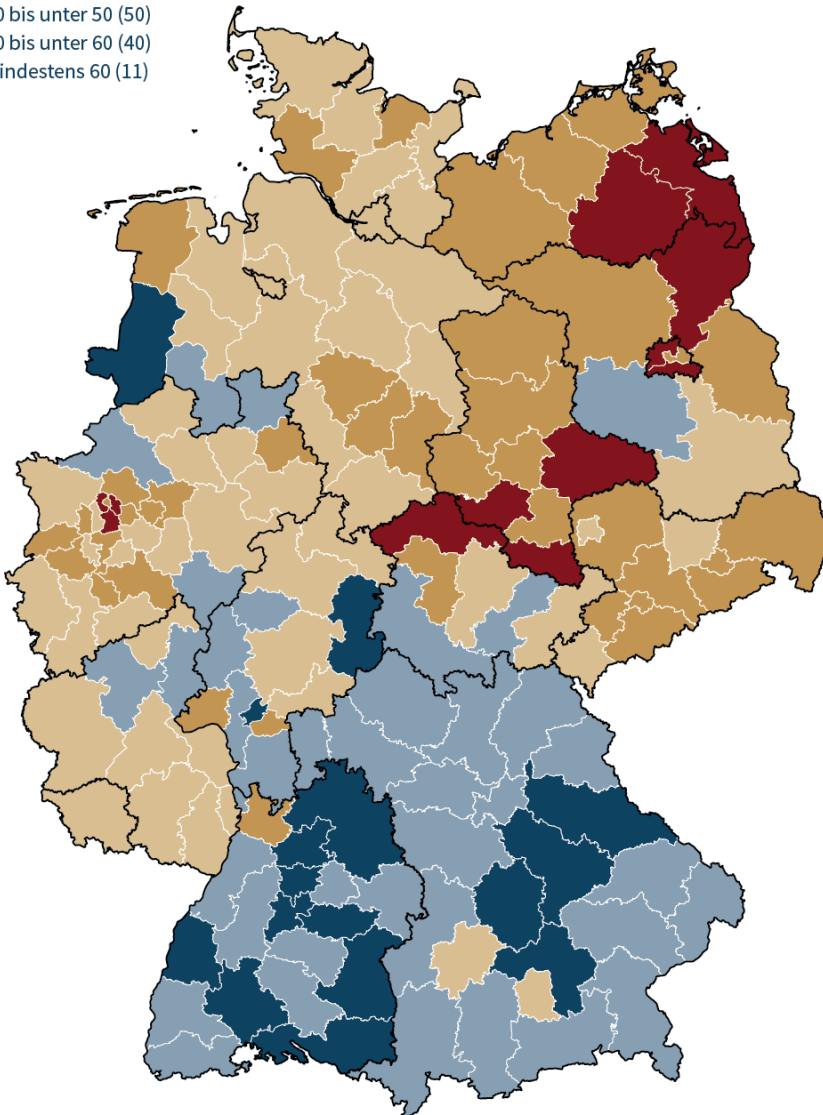 0 bis unter 50 (50)
0 bis unter 60 (40)
indestens 60 (11)